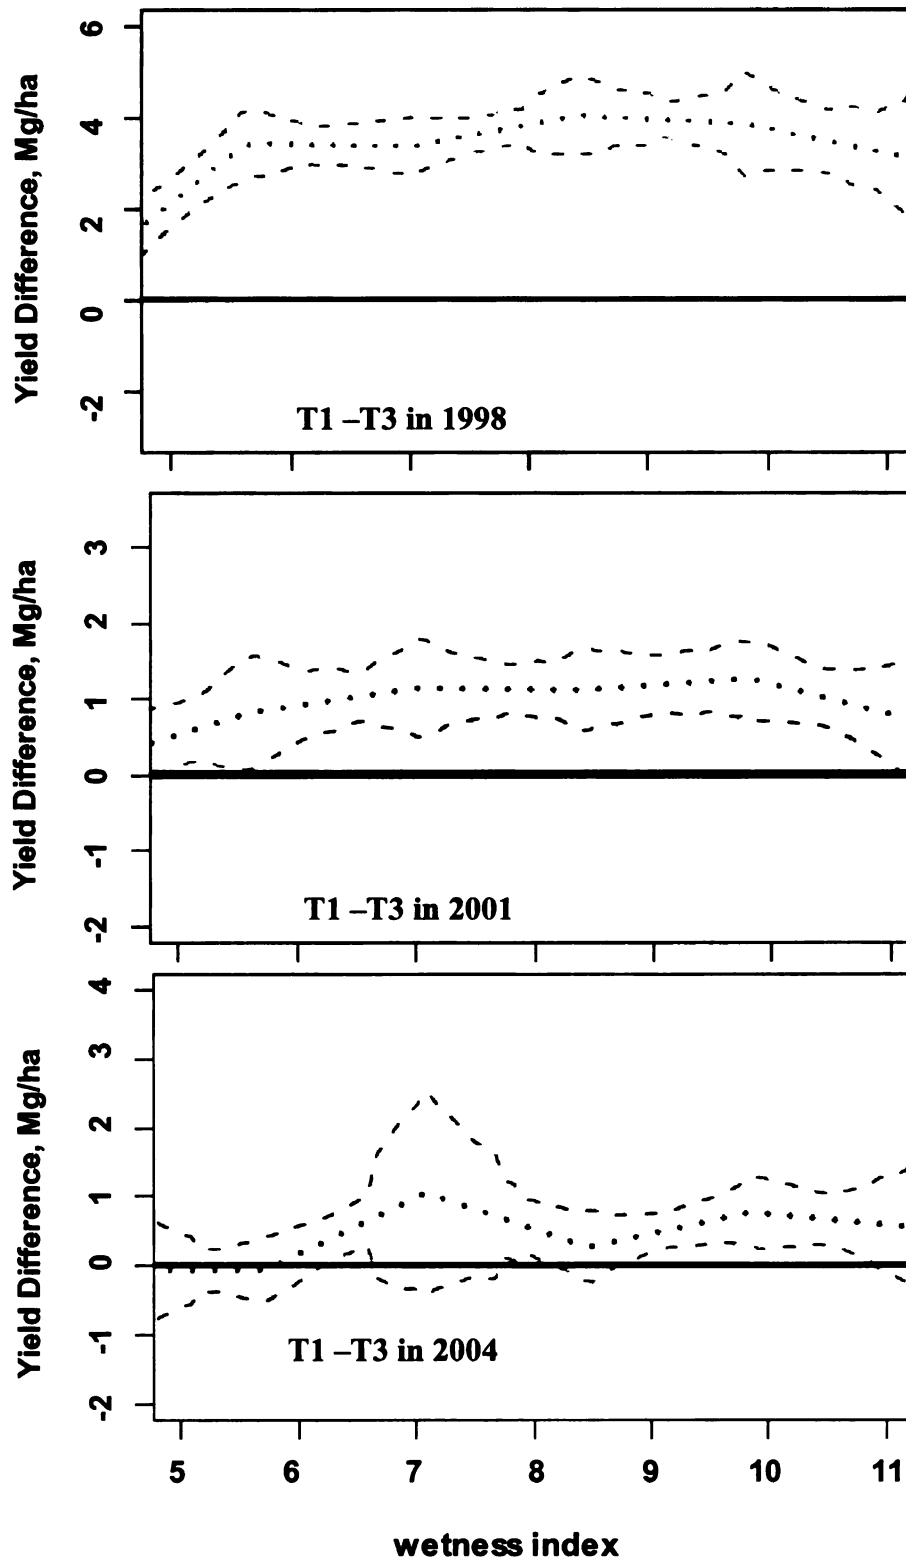 Yield Difference, Mg/ha
6
4
2
0
-2
T1 –T3 in 1998
Yield Difference, Mg/ha
3
2
1
0
-1
-2
T1 –T3 in 2001
Yield Difference, Mg/ha
4
3
2
1
0
-1
-2
T1 –T3 in 2004
5 6 7 8 9 10 11
wetness index